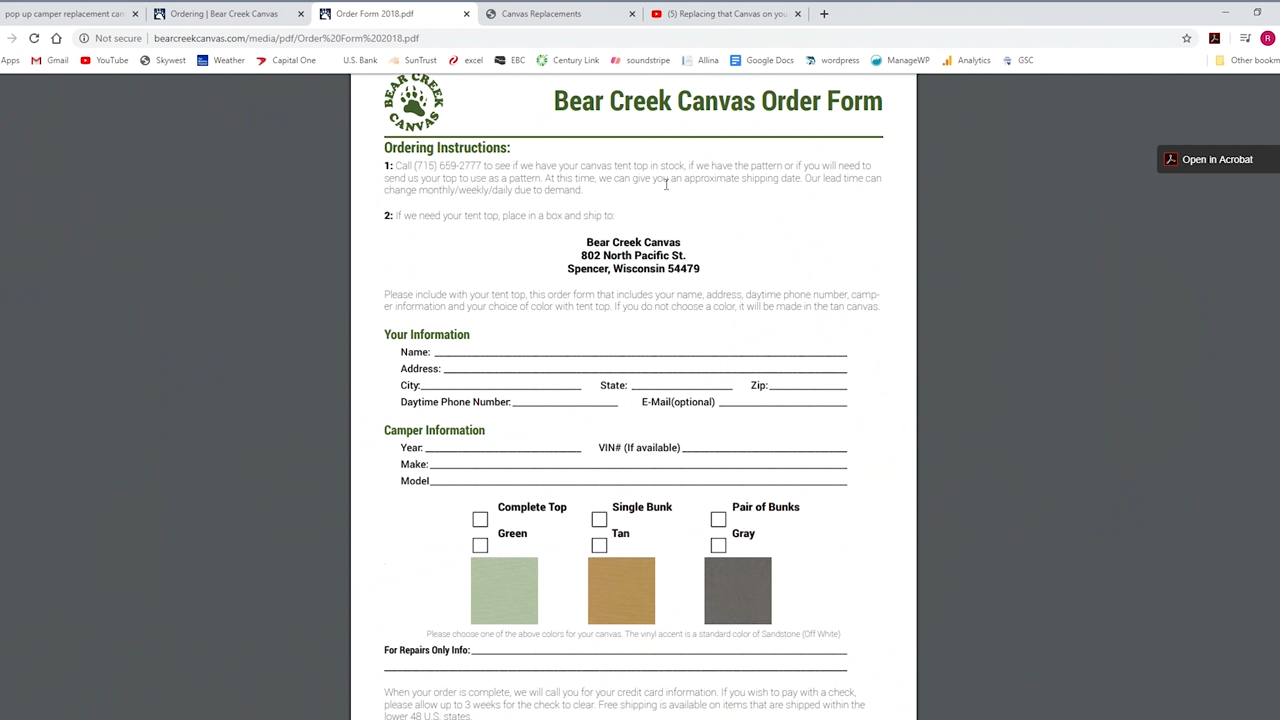 pop up camper replacement can
Ordering | Bear Creek Canvas
Order Form 2018.pdf
Canvas Replacements
(5) Replacing that Canvas on you
Not secure
bearcreekcanvas.com/media/pdf/Order%20Form%202018.pdf
R
Apps
Gmail
YouTube
Skywest
Weather
Capital One
U.S. Bank
SunTrust
excel
EBC
Century Link
soundstripe
Allina
Google Docs
wordpress
ManageWP
Analytics
GSC
Other bookm
BEAR CREEK CANVAS
Bear Creek Canvas Order Form
Open in Acrobat
Ordering Instructions:
1: Call (715) 659-2777 to see if we have your canvas tent top in stock, if we have the pattern or if you will need to
send us your top to use as a pattern. At this time, we can give you an approximate shipping date. Our lead time can
change monthly/weekly/daily due to demand.
2: If we need your tent top, place in a box and ship to:
Bear Creek Canvas
802 North Pacific St.
Spencer, Wisconsin 54479
Please include with your tent top, this order form that includes your name, address, daytime phone number, camp-
er information and your choice of color with tent top. If you do not choose a color, it will be made in the tan canvas.
Your Information
Name:
Address:
City: State: Zip:
Daytime Phone Number: E-Mail(optional)
Camper Information
Year: VIN# (If available)
Make:
Model
Complete Top Single Bunk Pair of Bunks
Green Tan Gray
Please choose one of the above colors for your canvas. The vinyl accent is a standard color of Sandstone (Off White)
For Repairs Only Info:
When your order is complete, we will call you for your credit card information. If you wish to pay with a check,
please allow up to 3 weeks for the check to clear. Free shipping is available on items that are shipped within the
lower 48 U.S. states.